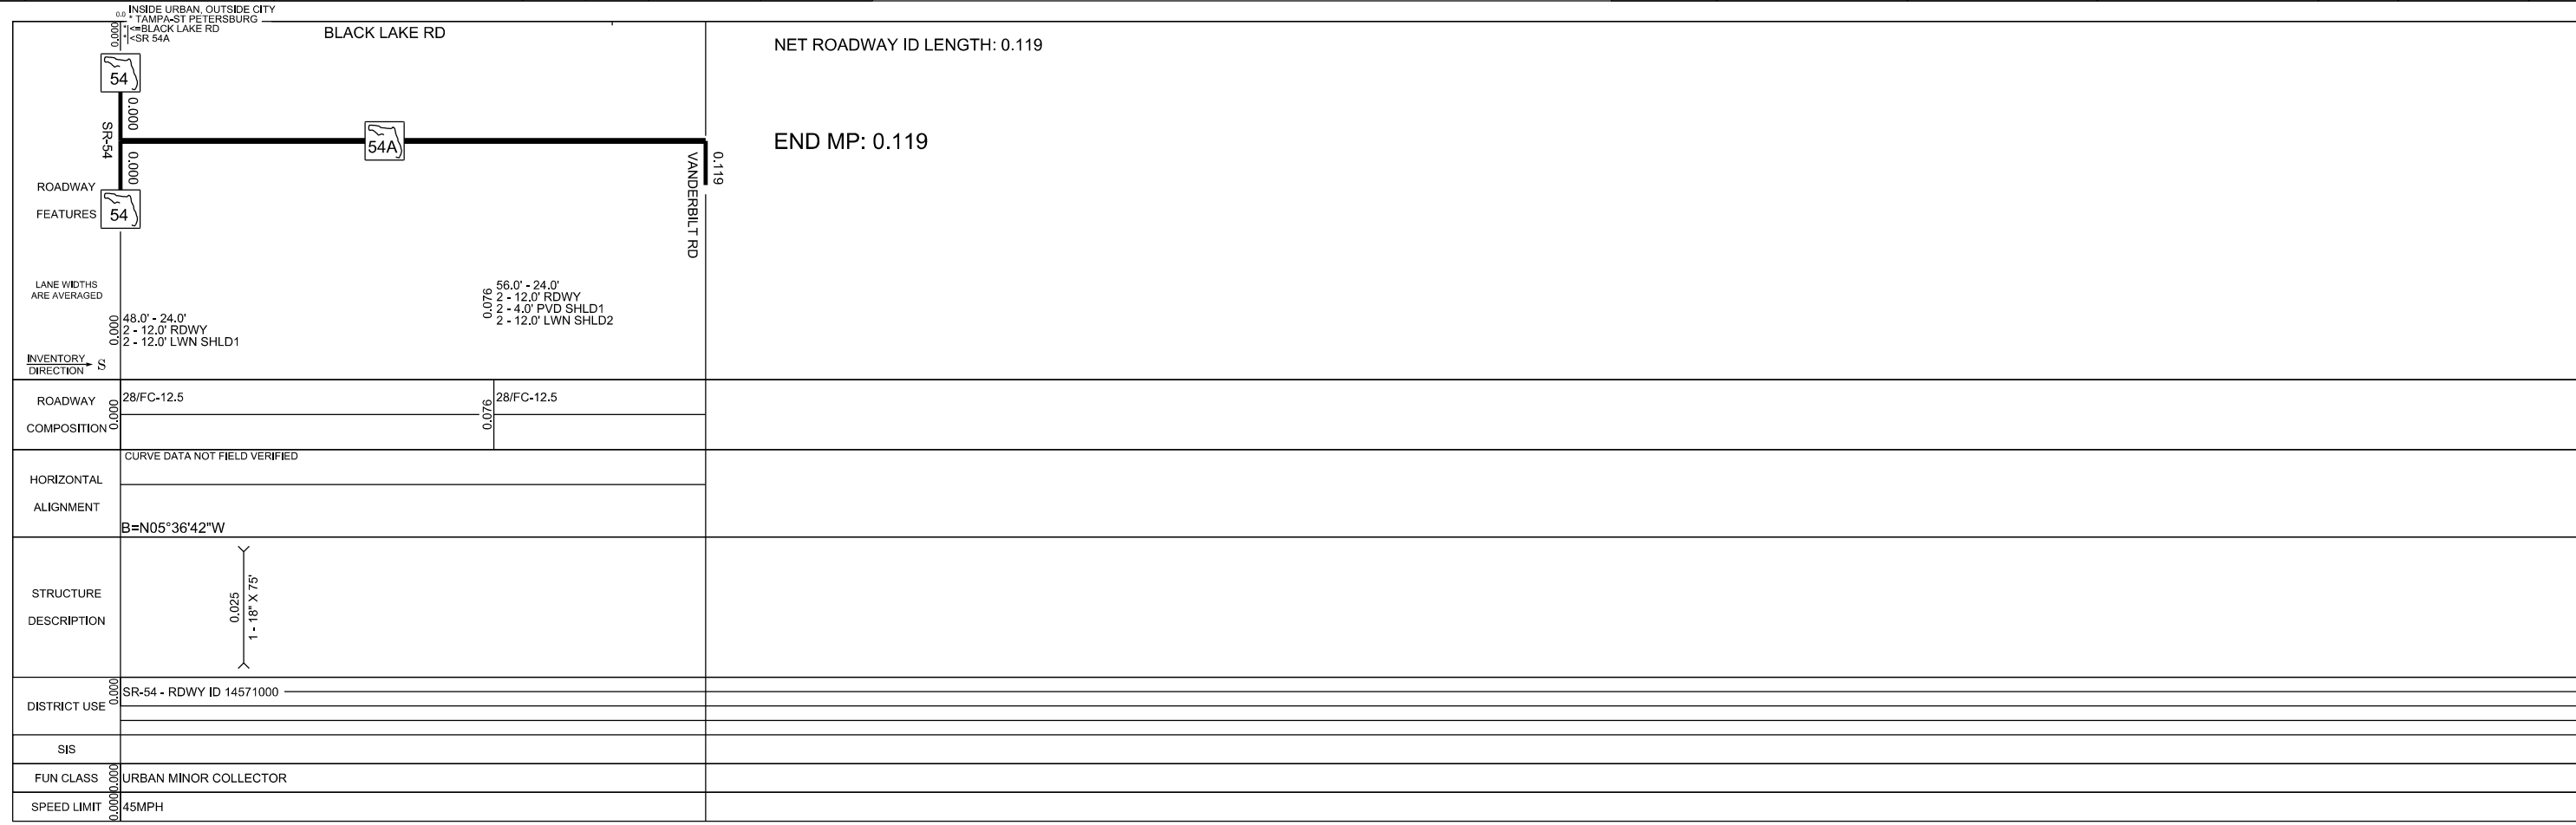 0.0 INSIDE URBAN, OUTSIDE CITY
* TAMPA-ST PETERSBURG
0.000 * <=BLACK LAKE RD
* <SR 54A
BLACK LAKE RD
NET ROADWAY ID LENGTH: 0.119
54
0.000
SR-54
54A
END MP: 0.119
0.000
0.119
VANDERBILT RD
ROADWAY
FEATURES
54
LANE WIDTHS
ARE AVERAGED
0.000
48.0' - 24.0'
2 - 12.0' RDWY
2 - 12.0' LWN SHLD1
0.076
56.0' - 24.0'
2 - 12.0' RDWY
2 - 4.0' PVD SHLD1
2 - 12.0' LWN SHLD2
INVENTORY
DIRECTION
S
ROADWAY
COMPOSITION
0.000
28/FC-12.5
0.076
28/FC-12.5
HORIZONTAL
ALIGNMENT
CURVE DATA NOT FIELD VERIFIED
B=N05°36'42"W
STRUCTURE
DESCRIPTION
0.025
1 - 18" X 75'
DISTRICT USE
0.000
SR-54 - RDWY ID 14571000
SIS
FUN CLASS
0.000
URBAN MINOR COLLECTOR
SPEED LIMIT
0.000
45MPH